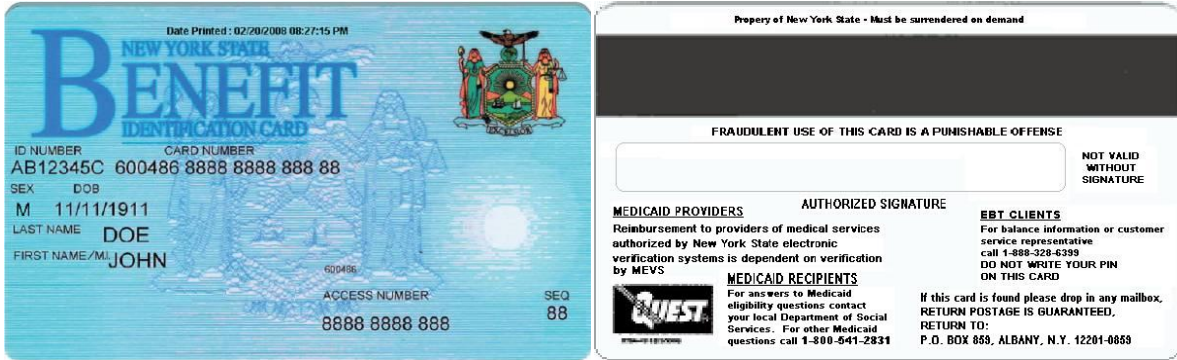 Date Printed : 02/20/2008 08:27:15 PM
NEW YORK STATE
BENEFIT
IDENTIFICATION CARD
EXCELSIOR
ID NUMBER CARD NUMBER
AB12345C 600486 8888 8888 888 88
SEX DOB
M 11/11/1911
LAST NAME DOE
FIRST NAME/M.I. JOHN
600486
ACCESS NUMBER SEQ
8888 8888 888 88
Propery of New York State - Must be surrendered on demand
FRAUDULENT USE OF THIS CARD IS A PUNISHABLE OFFENSE
NOT VALID
WITHOUT
SIGNATURE
AUTHORIZED SIGNATURE
MEDICAID PROVIDERS
Reimbursement to providers of medical services
authorized by New York State electronic
verification systems is dependent on verification
by MEVS
EBT CLIENTS
For balance information or customer
service representative
call 1-888-328-6399
DO NOT WRITE YOUR PIN
ON THIS CARD
QUEST
MEDICAID RECIPIENTS
For answers to Medicaid
eligibility questions contact
your local Department of Social
Services. For other Medicaid
questions call 1-800-541-2831
If this card is found please drop in any mailbox,
RETURN POSTAGE IS GUARANTEED,
RETURN TO:
P.O. BOX 859, ALBANY, N.Y. 12201-0859